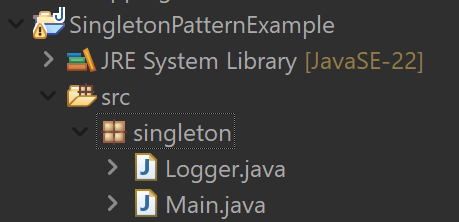 SingletonPatternExample
JRE System Library [JavaSE-22]
src
singleton
Logger.java
Main.java